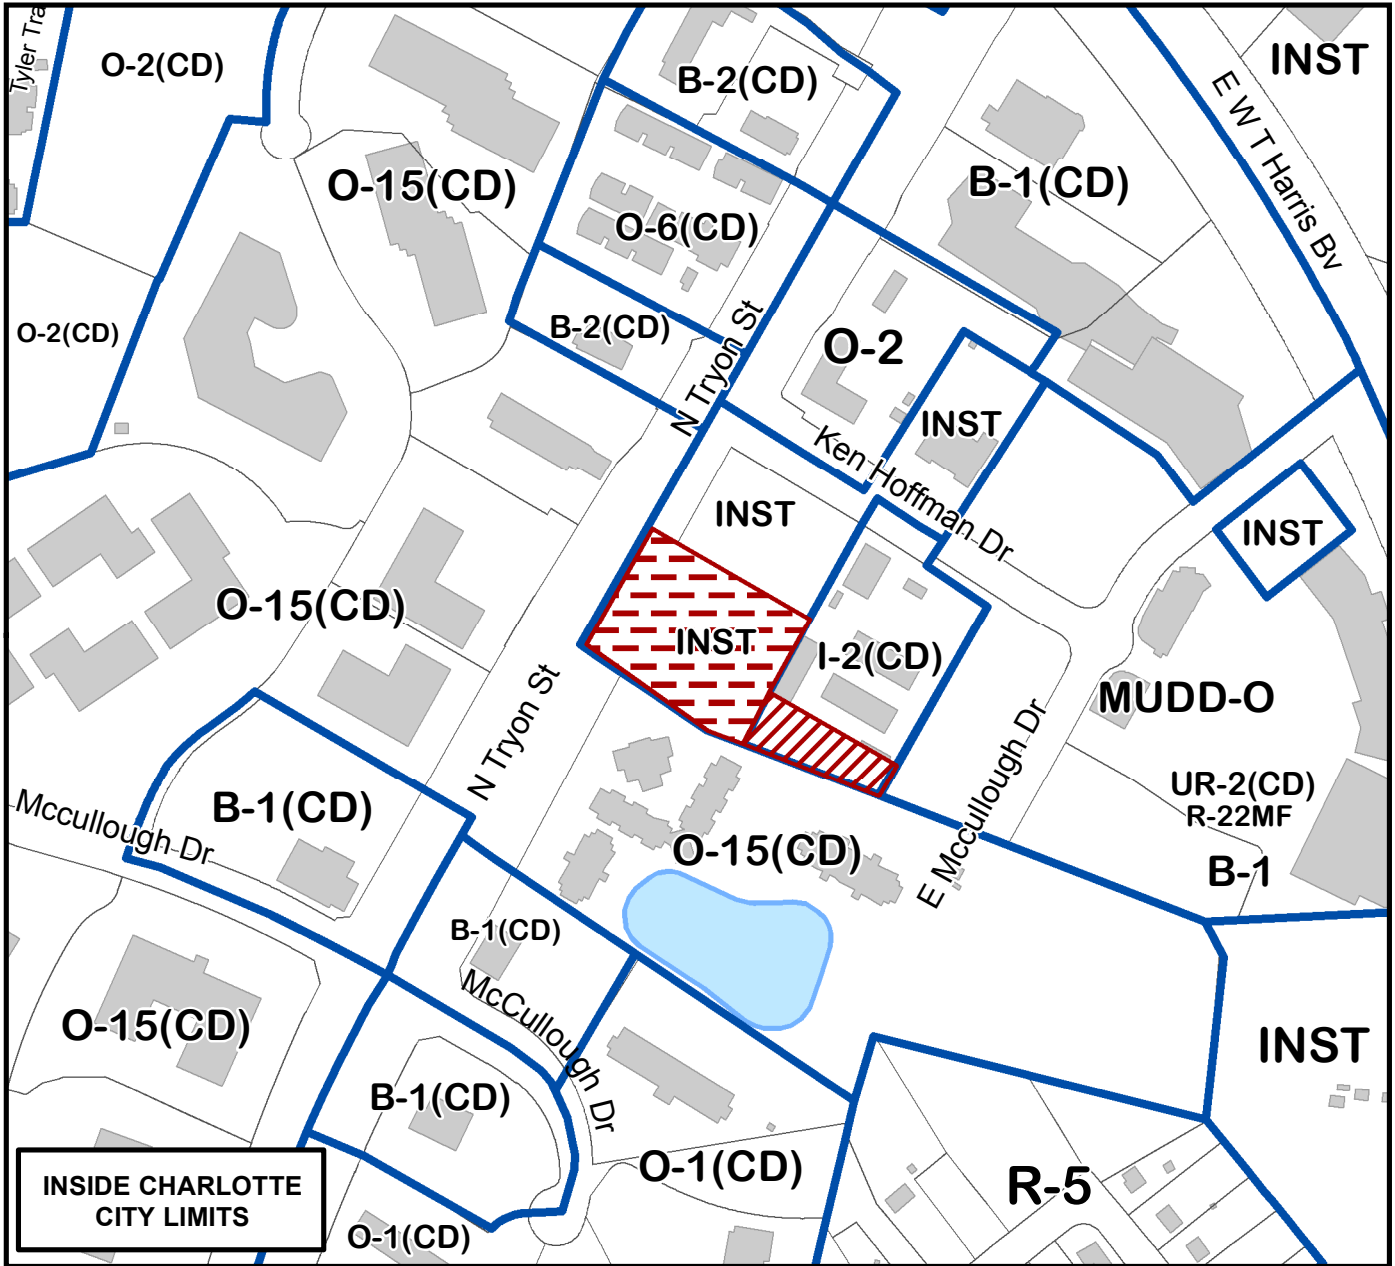 Tyler Tra
O-2(CD)
B-2(CD)
INST
E W T Harris Bv
O-15(CD)
O-6(CD)
B-1(CD)
O-2(CD)
B-2(CD)
N Tryon St
O-2
INST
Ken Hoffman Dr
INST
INST
O-15(CD)
INST
I-2(CD)
MUDD-O
N Tryon St
E Mccullough Dr
UR-2(CD)
R-22MF
B-1
Mccullough Dr
B-1(CD)
O-15(CD)
B-1(CD)
McCullough Dr
O-15(CD)
INST
B-1(CD)
O-1(CD)
R-5
O-1(CD)
INSIDE CHARLOTTE
CITY LIMITS